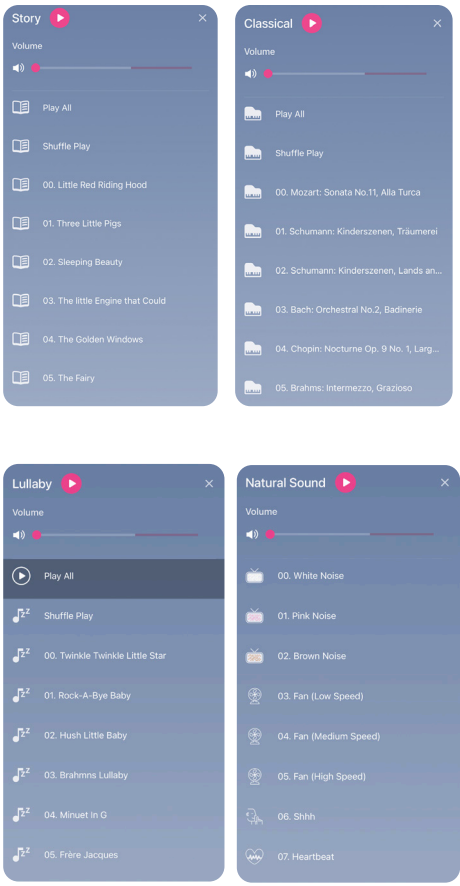 Story
Volume
Play All
Shuffle Play
00. Little Red Riding Hood
01. Three Little Pigs
02. Sleeping Beauty
03. The little Engine that Could
04. The Golden Windows
05. The Fairy
Classical
Volume
Play All
Shuffle Play
00. Mozart: Sonata No.11, Alla Turca
01. Schumann: Kinderszenen, Träumerei
02. Schumann: Kinderszenen, Lands an...
03. Bach: Orchestral No.2, Badinerie
04. Chopin: Nocturne Op. 9 No. 1, Larg...
05. Brahms: Intermezzo, Grazioso
Lullaby
Volume
Play All
Shuffle Play
00. Twinkle Twinkle Little Star
01. Rock-A-Bye Baby
02. Hush Little Baby
03. Brahmns Lullaby
04. Minuet In G
05. Frère Jacques
Natural Sound
Volume
00. White Noise
01. Pink Noise
02. Brown Noise
03. Fan (Low Speed)
04. Fan (Medium Speed)
05. Fan (High Speed)
06. Shhh
07. Heartbeat